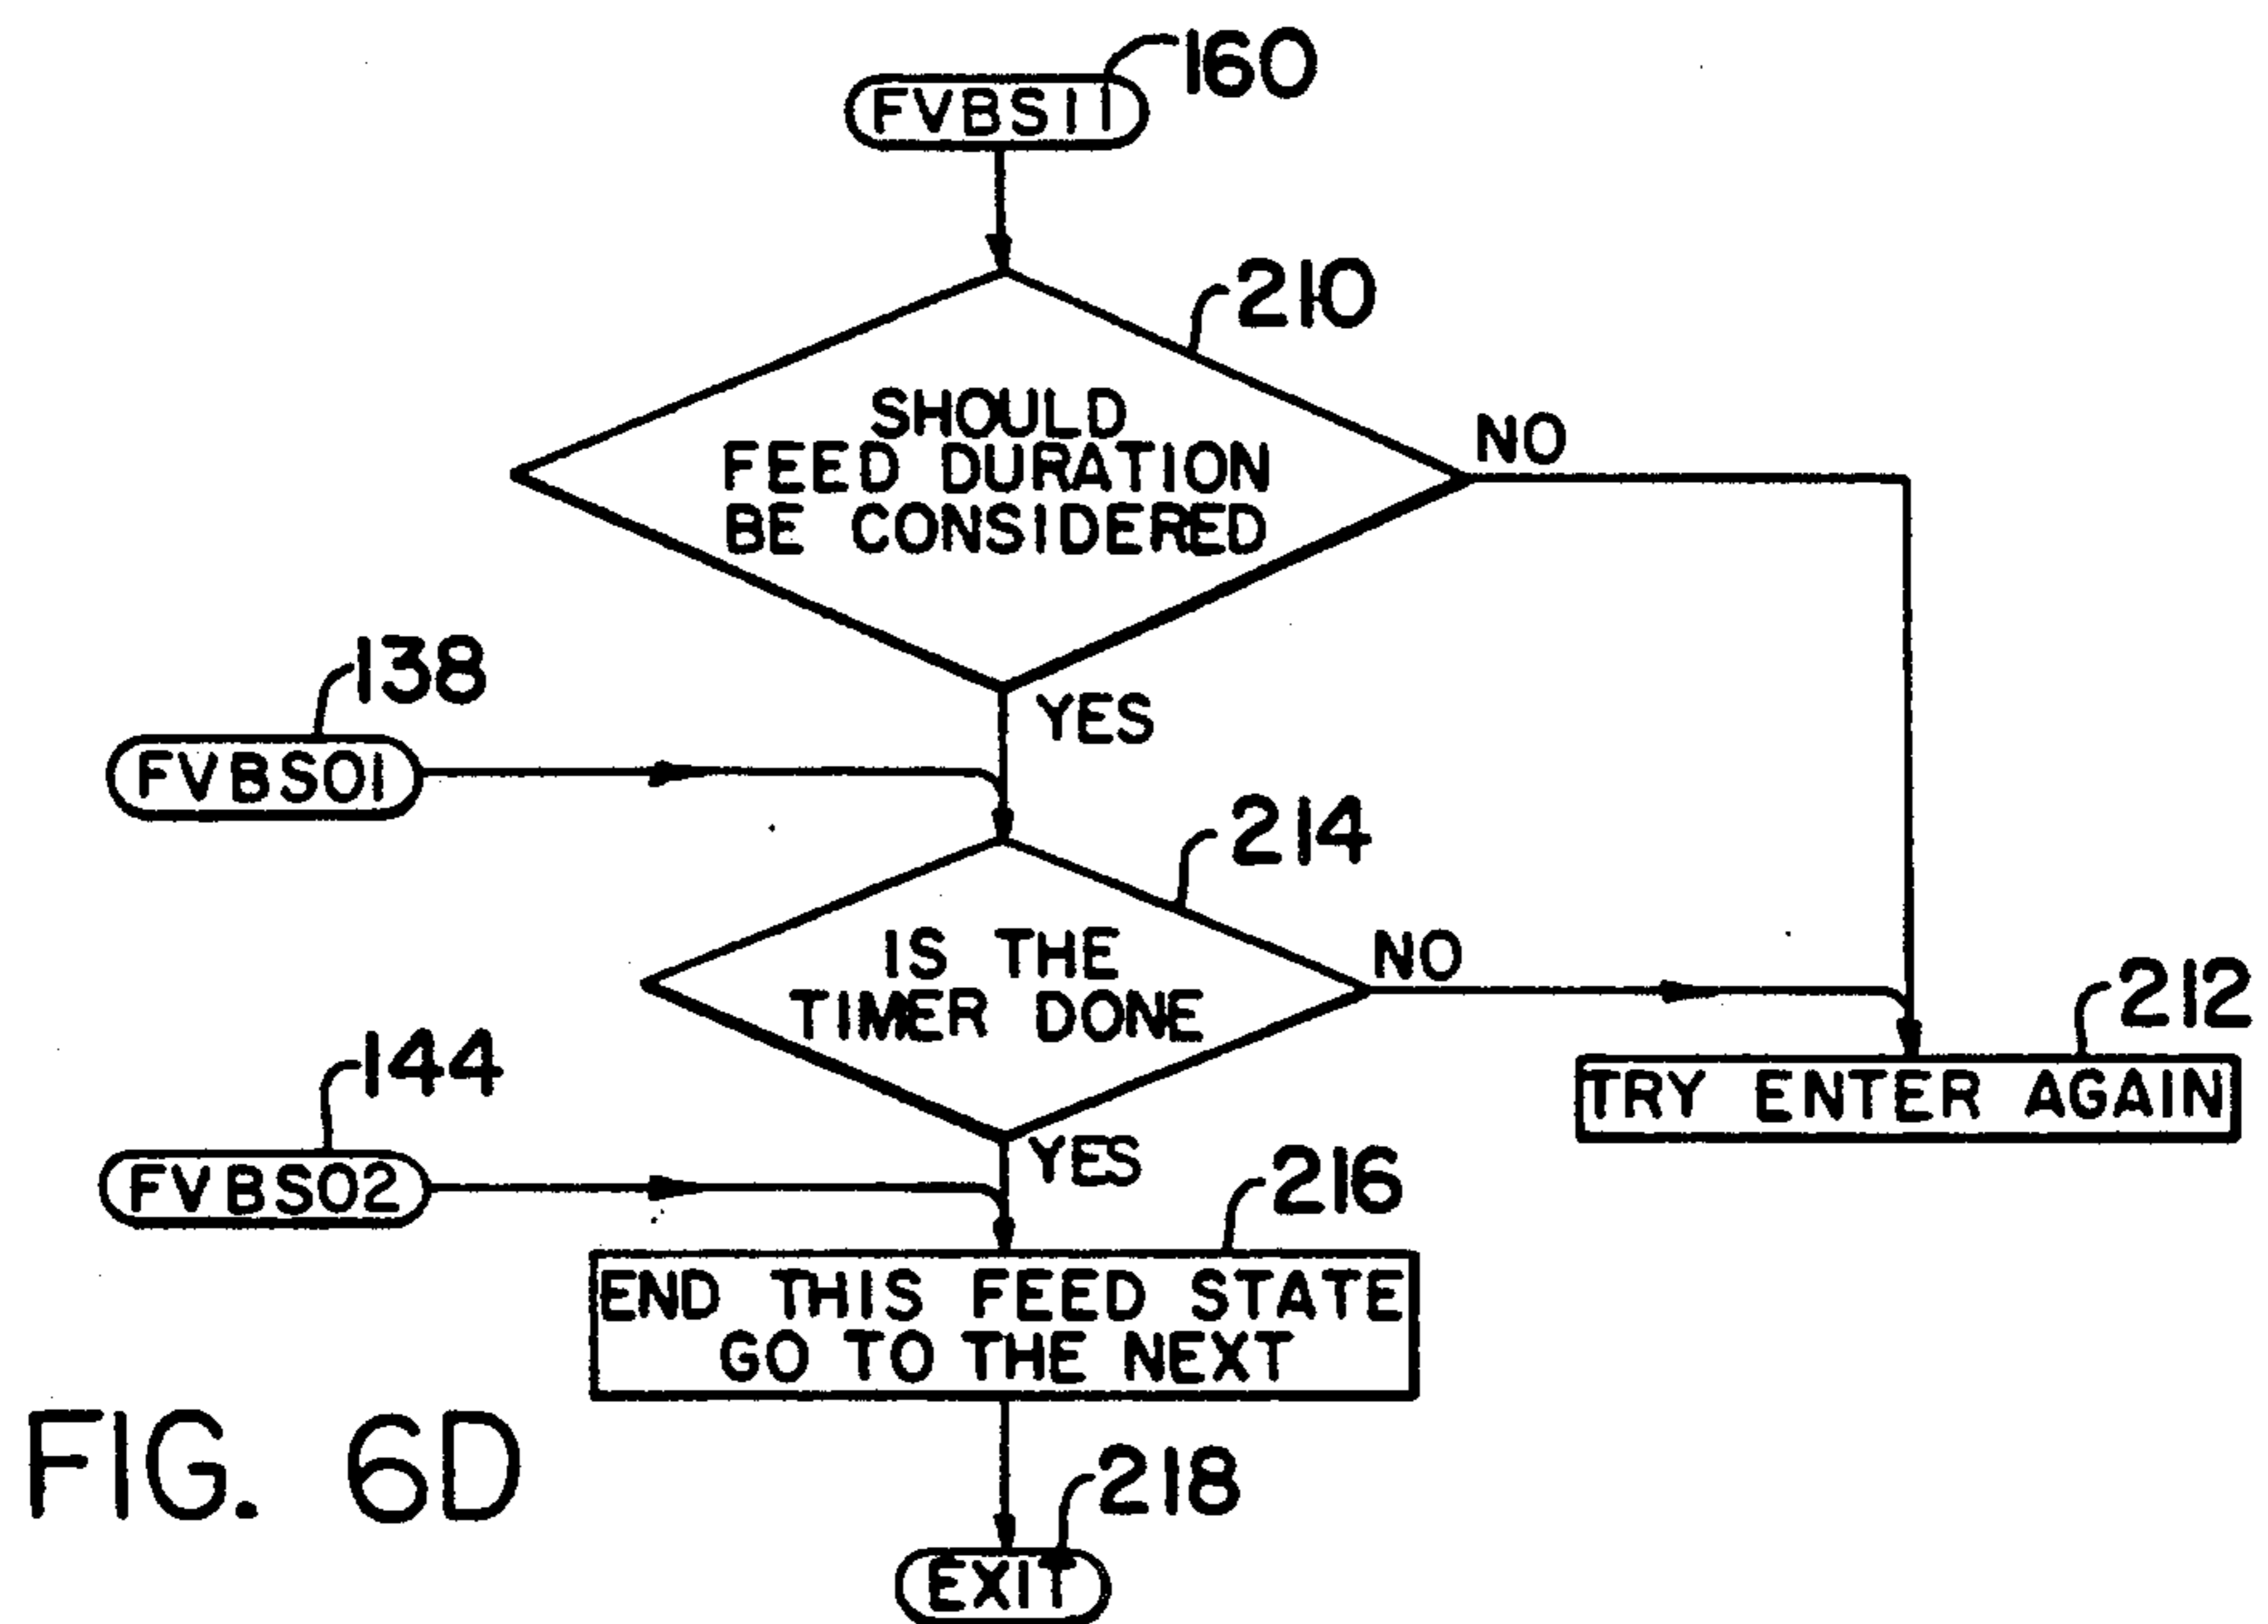 160
FVBS11
210
SHOULD
FEED DURATION
BE CONSIDERED
NO
138
YES
FVBS01
214
IS THE
TIMER DONE
NO
212
144
TRY ENTER AGAIN
YES
216
FVBS02
END THIS FEED STATE
GO TO THE NEXT
FIG. 6D
218
EXIT